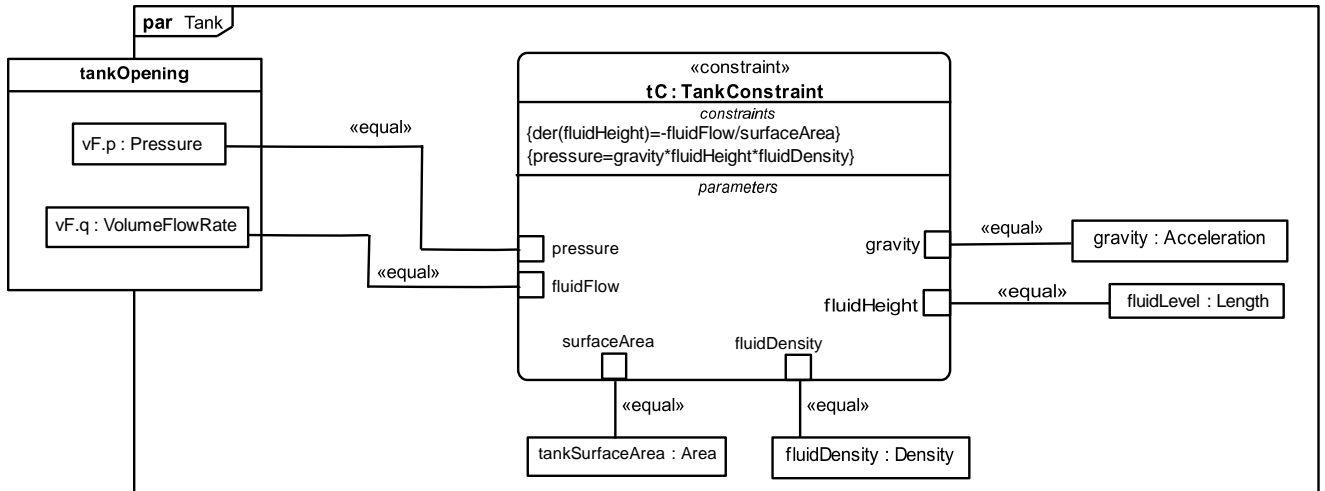 par Tank
tankOpening
vF.p : Pressure
vF.q : VolumeFlowRate
«equal»
«equal»
«constraint»
tC : TankConstraint
constraints
{der(fluidHeight)=-fluidFlow/surfaceArea}
{pressure=gravity*fluidHeight*fluidDensity}
parameters
pressure
fluidFlow
gravity
fluidHeight
surfaceArea
fluidDensity
«equal»
gravity : Acceleration
«equal»
fluidLevel : Length
«equal»
«equal»
tankSurfaceArea : Area
fluidDensity : Density